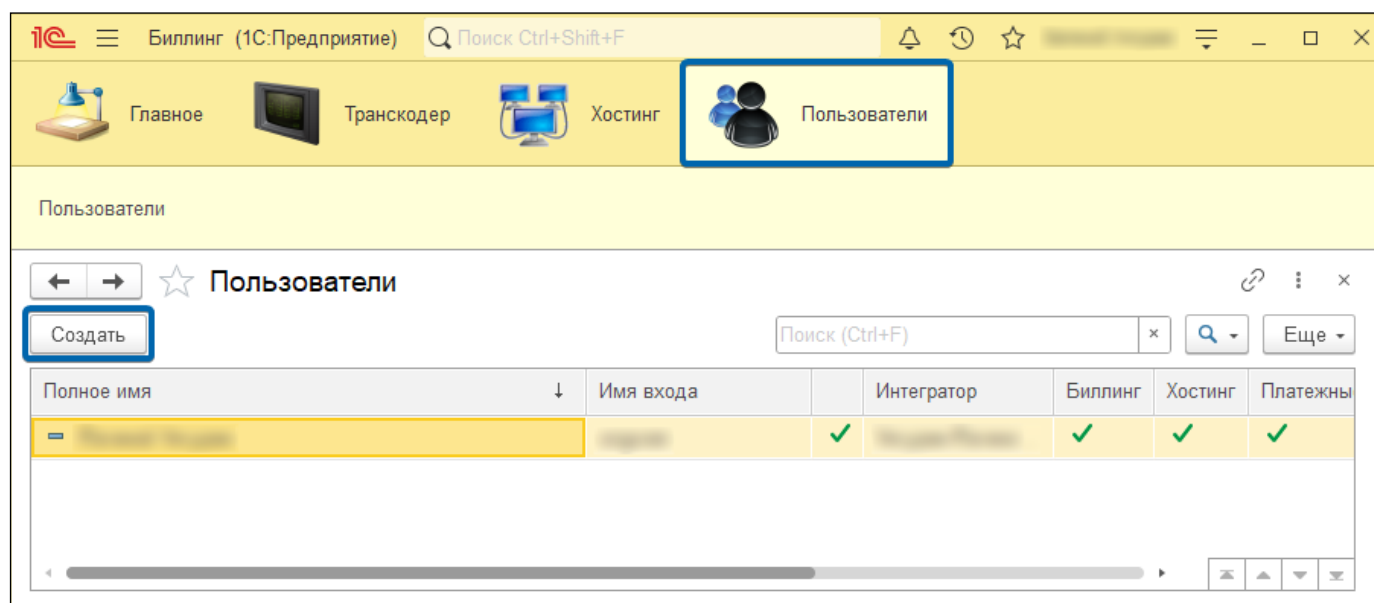 1С Биллинг (1С:Предприятие) Поиск Ctrl+Shift+F
Главное Транскодер Хостинг Пользователи
Пользователи
Пользователи
Создать Поиск (Ctrl+F) × Еще
Полное имя ↓ Имя входа Интегратор Биллинг Хостинг Платежны